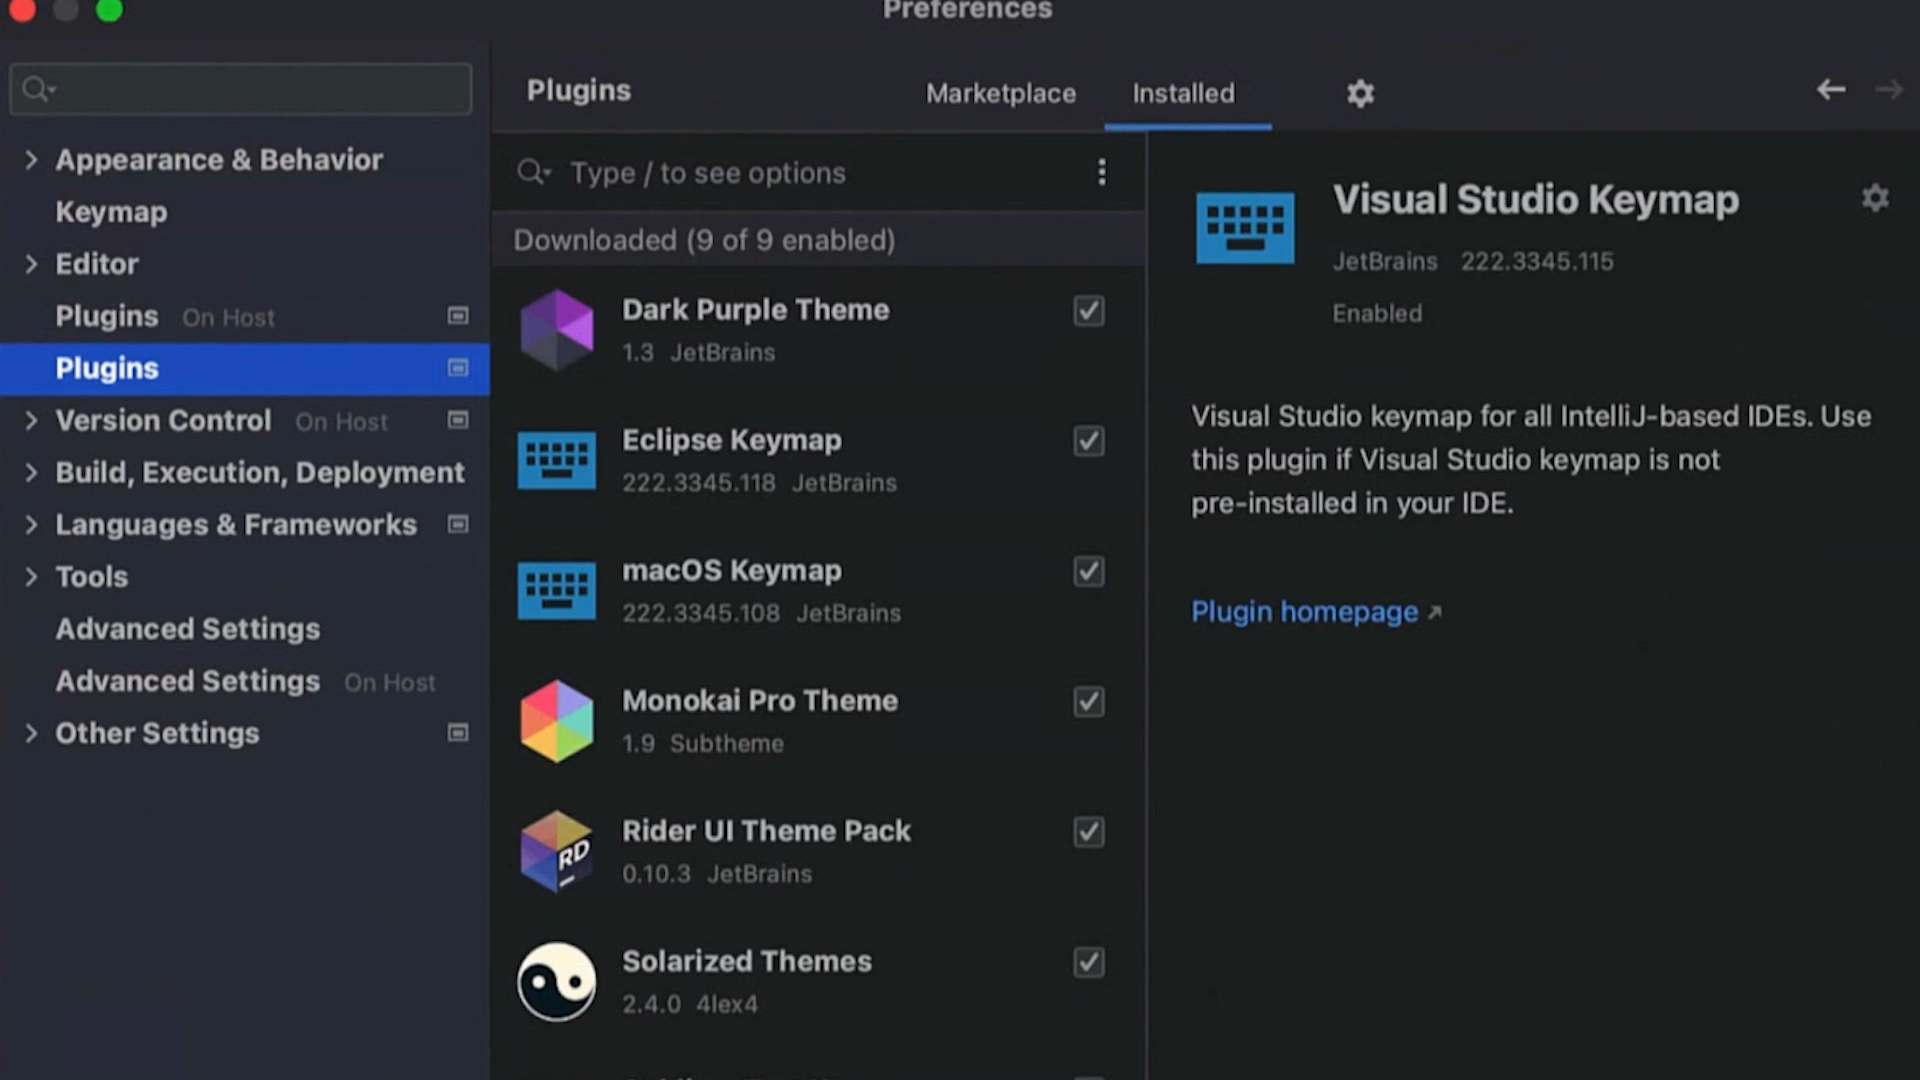 Preferences
Appearance & Behavior
Keymap
Editor
Plugins On Host
Plugins
Version Control On Host
Build, Execution, Deployment
Languages & Frameworks
Tools
Advanced Settings
Advanced Settings On Host
Other Settings
Plugins Marketplace Installed
Type / to see options
Downloaded (9 of 9 enabled)
Dark Purple Theme
1.3 JetBrains
Eclipse Keymap
222.3345.118 JetBrains
macOS Keymap
222.3345.108 JetBrains
Monokai Pro Theme
1.9 Subtheme
Rider UI Theme Pack
0.10.3 JetBrains
RD
Solarized Themes
2.4.0 4lex4
Visual Studio Keymap
JetBrains 222.3345.115
Enabled
Visual Studio keymap for all IntelliJ-based IDEs. Use
this plugin if Visual Studio keymap is not
pre-installed in your IDE.
Plugin homepage